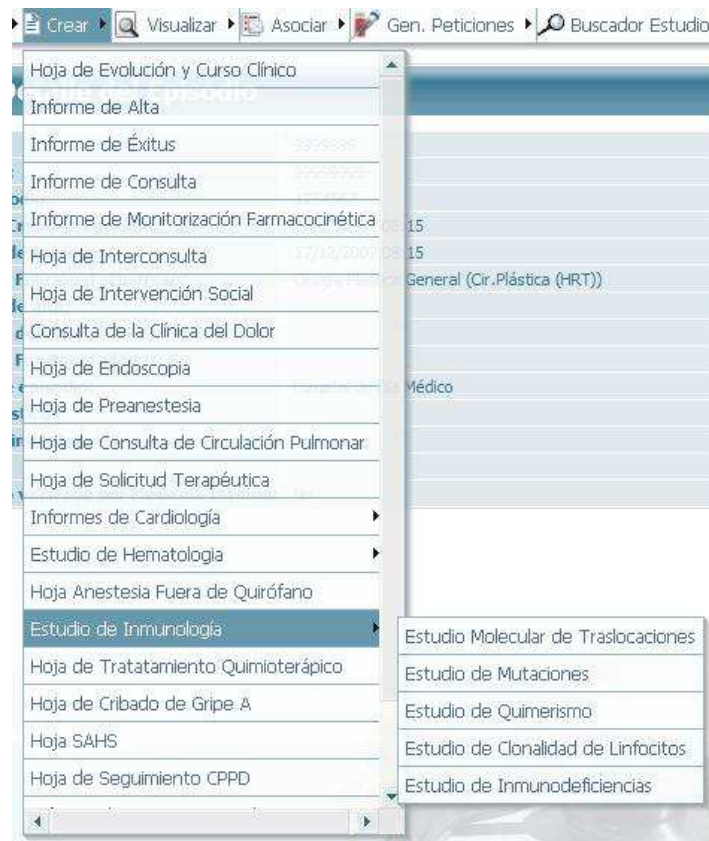 Crear Visualizar Asociar Gen. Peticiones Buscador Estudio
Hoja de Evolución y Curso Clínico
Informe de Alta
Informe de Éxitus
Informe de Consulta
Informe de Monitorización Farmacocinética
15
Hoja de Interconsulta
17/12/2007 08:15
Hoja de Intervención Social
General (Cir.Plástica (HRT))
Consulta de la Clínica del Dolor
Hoja de Endoscopia
Médico
Hoja de Preanestesia
Hoja de Consulta de Circulación Pulmonar
Hoja de Solicitud Terapéutica
Informes de Cardiología
Estudio de Hematologia
Hoja Anestesia Fuera de Quirófano
Estudio de Inmunología
Hoja de Tratatamiento Quimioterápico
Hoja de Cribado de Gripe A
Hoja SAHS
Hoja de Seguimiento CPPD
Estudio Molecular de Traslocaciones
Estudio de Mutaciones
Estudio de Quimerismo
Estudio de Clonalidad de Linfocitos
Estudio de Inmunodeficiencias